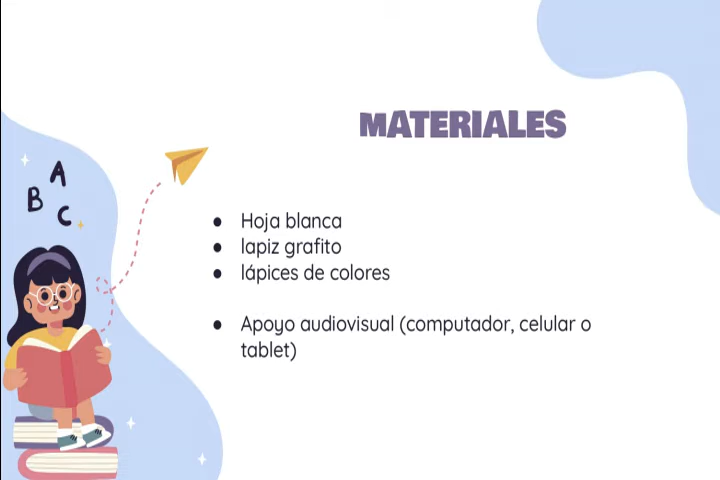 MATERIALES
A
B
C
● Hoja blanca
● lapiz grafito
● lápices de colores
● Apoyo audiovisual (computador, celular o
tablet)